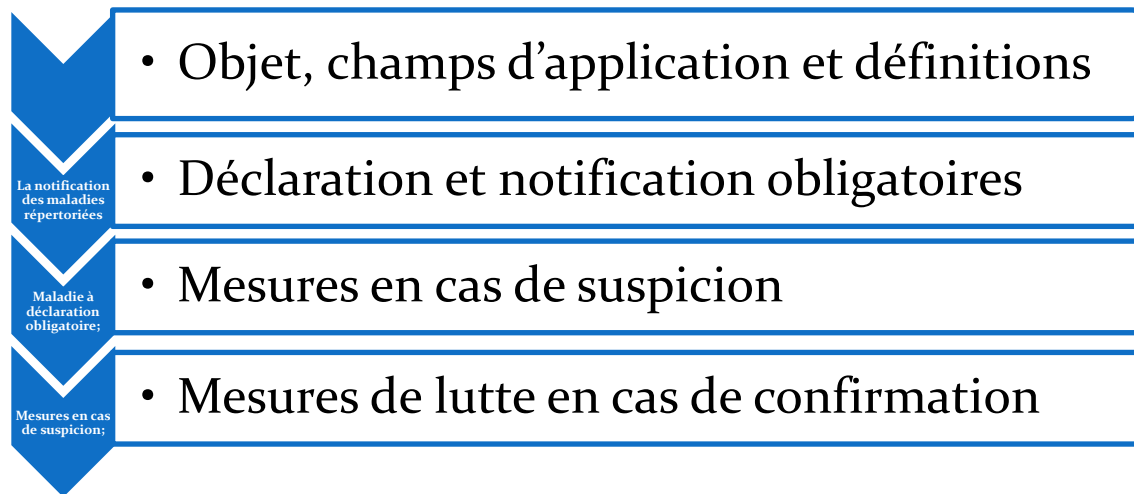 • Objet, champs d’application et définitions
La notification
des maladies
répertoriées
• Déclaration et notification obligatoires
Maladie à
déclaration
obligatoire;
• Mesures en cas de suspicion
Mesures en cas
de suspicion;
• Mesures de lutte en cas de confirmation